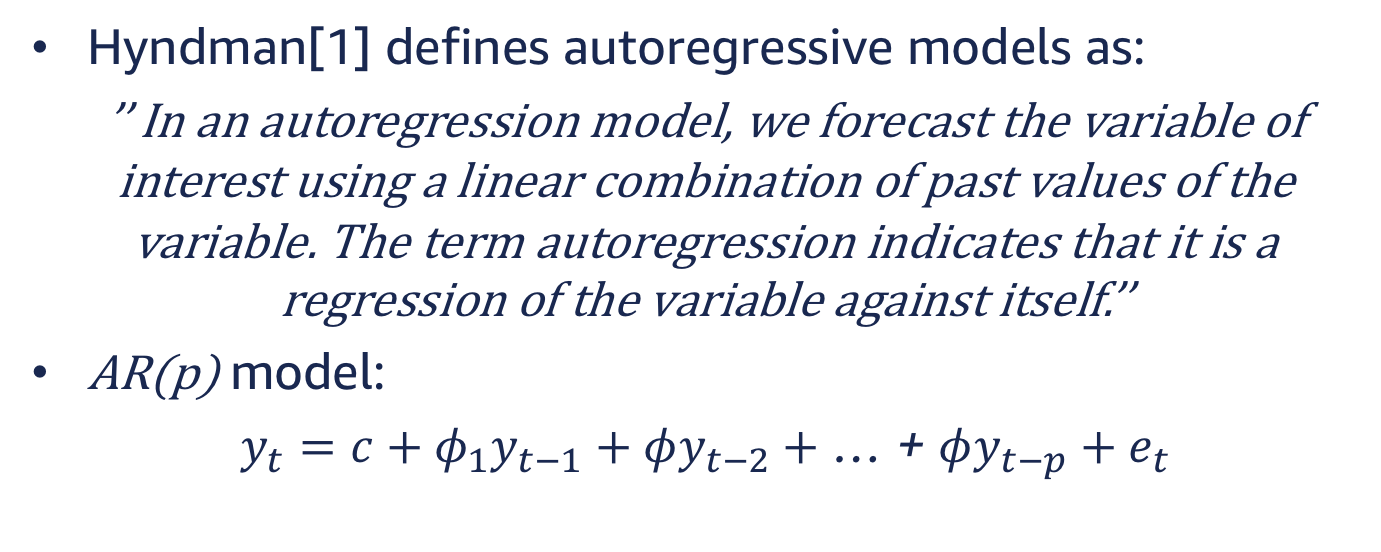 • Hyndman[1] defines autoregressive models as:
” In an autoregression model, we forecast the variable of
interest using a linear combination of past values of the
variable. The term autoregression indicates that it is a
regression of the variable against itself.”
• AR(p) model:
yₜ = c + ϕ₁yₜ₋₁ + ϕyₜ₋₂ + … + ϕyₜ₋ₚ + eₜ